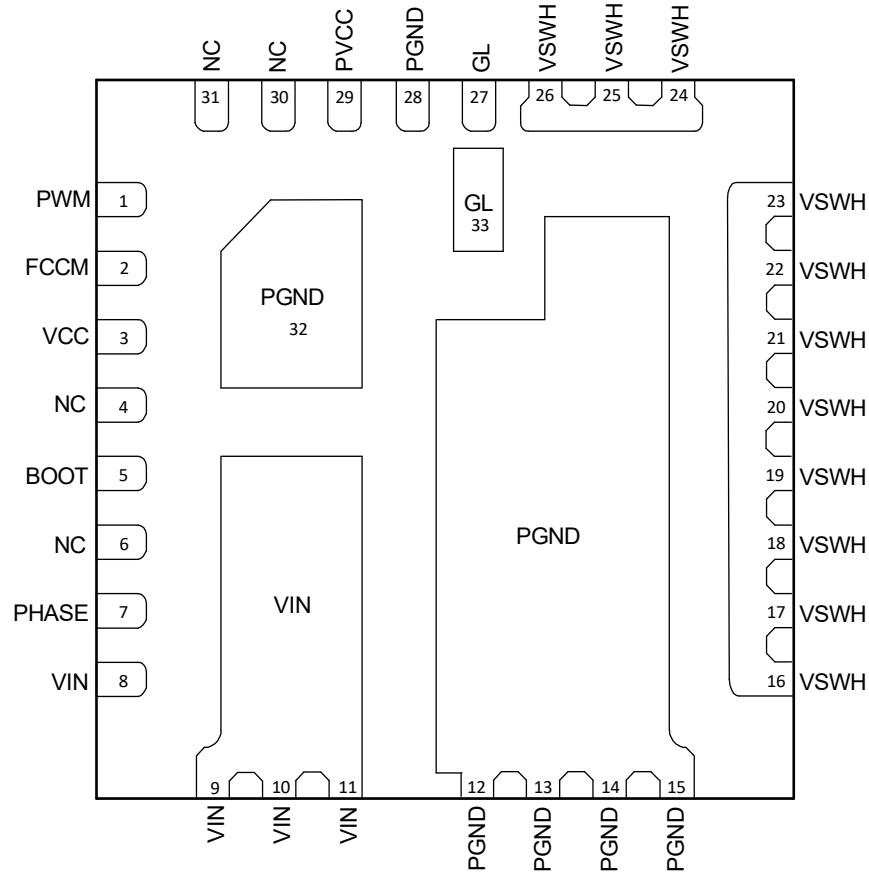 NC
NC
PVCC
PGND
GL
VSWH
VSWH
VSWH
31
30
29
28
27
26
25
24
PWM 1
FCCM 2
VCC 3
NC 4
BOOT 5
NC 6
PHASE 7
VIN 8
GL
33
PGND
32
VIN
PGND
23 VSWH
22 VSWH
21 VSWH
20 VSWH
19 VSWH
18 VSWH
17 VSWH
16 VSWH
9
10
11
12
13
14
15
VIN
VIN
VIN
PGND
PGND
PGND
PGND